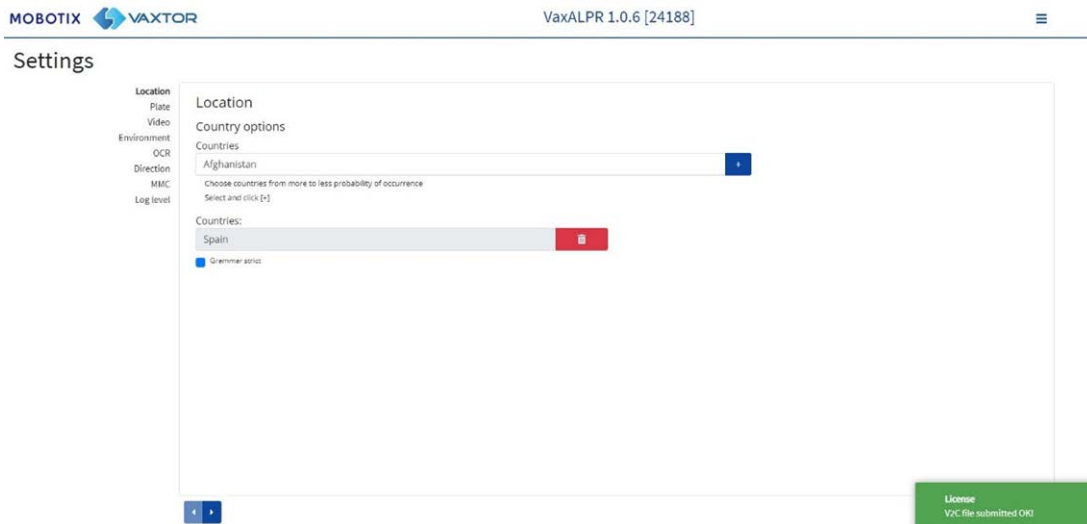 MOBOTIX VAXTOR VaxALPR 1.0.6 [24188]
Settings
Location
Plate
Video
Environment
OCR
Direction
MMC
Log level
Location
Country options
Countries
Afghanistan
+
Choose countries from more to less probability of occurrence
Select and click [+]
Countries:
Spain
Grammar strict
License
V2C file submitted OK!